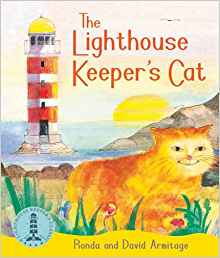 The
Lighthouse
Keeper's Cat
Ronda and David Armitage